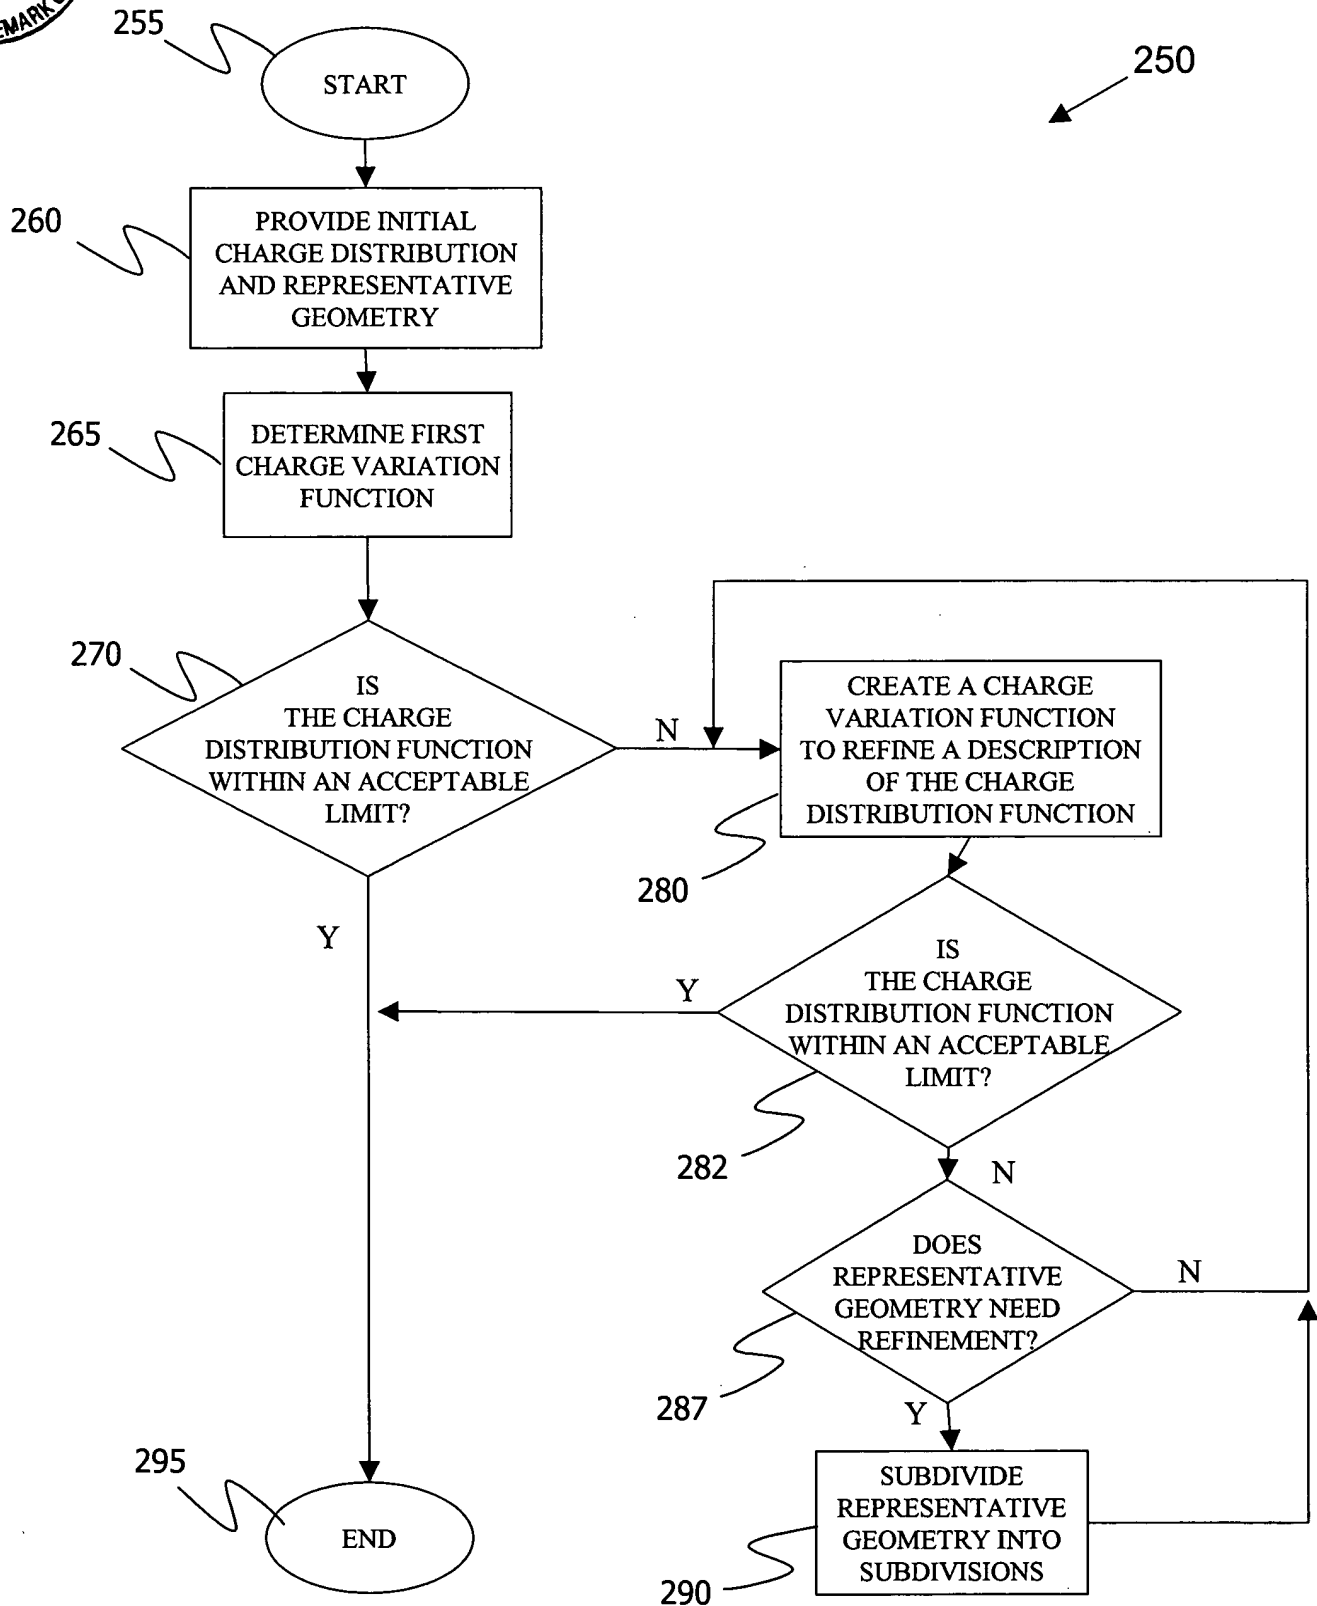 255
START
250
260
PROVIDE INITIAL
CHARGE DISTRIBUTION
AND REPRESENTATIVE
GEOMETRY
265
DETERMINE FIRST
CHARGE VARIATION
FUNCTION
270
IS
THE CHARGE
DISTRIBUTION FUNCTION
WITHIN AN ACCEPTABLE
LIMIT?
N
CREATE A CHARGE
VARIATION FUNCTION
TO REFINE A DESCRIPTION
OF THE CHARGE
DISTRIBUTION FUNCTION
280
Y
Y
IS
THE CHARGE
DISTRIBUTION FUNCTION
WITHIN AN ACCEPTABLE
LIMIT?
282
N
DOES
REPRESENTATIVE
GEOMETRY NEED
REFINEMENT?
N
287
Y
295
END
SUBDIVIDE
REPRESENTATIVE
GEOMETRY INTO
SUBDIVISIONS
290